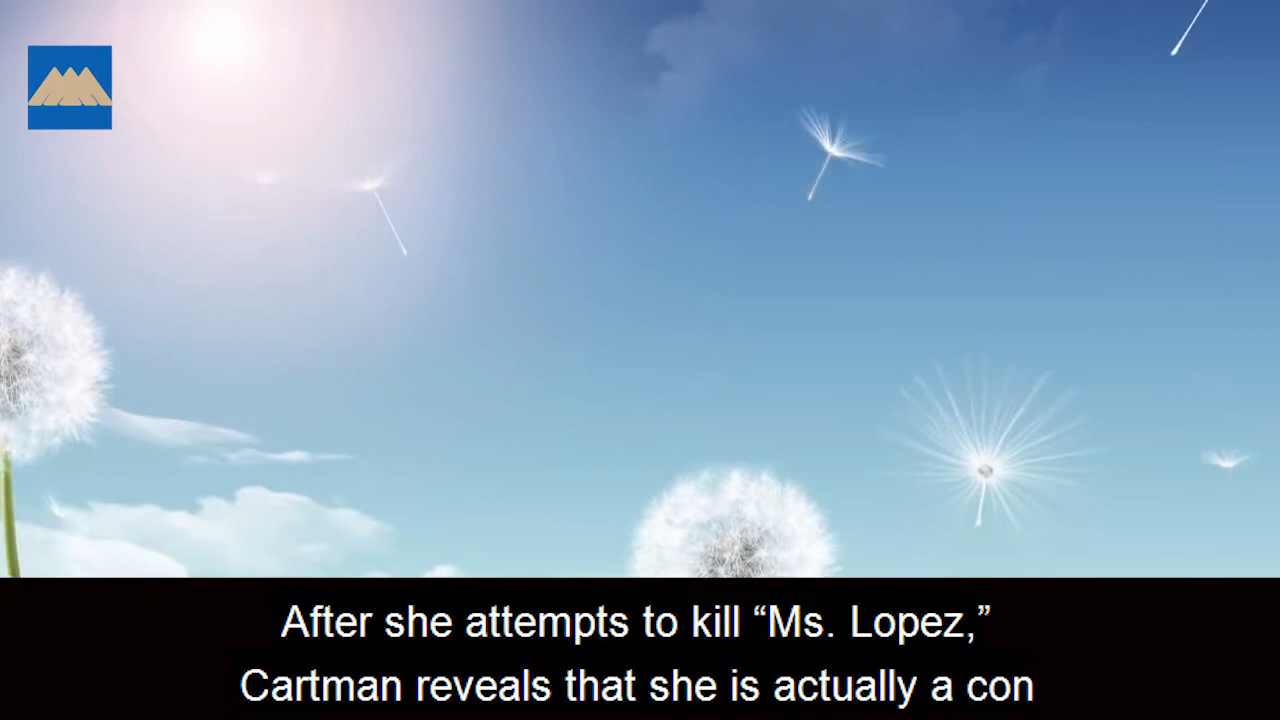 After she attempts to kill “Ms. Lopez,”
Cartman reveals that she is actually a con